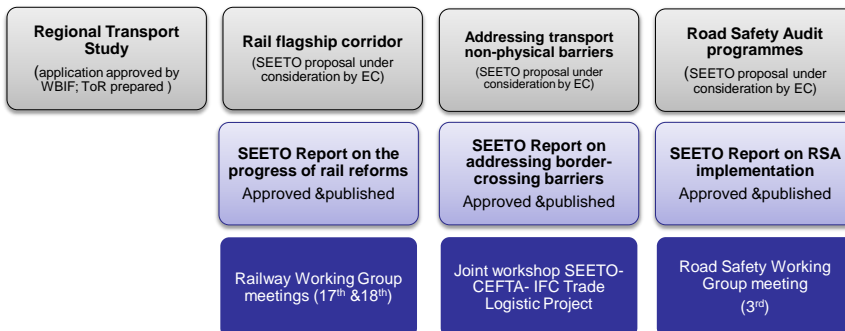 Regional Transport
Study
(application approved by
WBIF; ToR prepared )
Rail flagship corridor
(SEETO proposal under
consideration by EC)
Addressing transport
non-physical barriers
(SEETO proposal under
consideration by EC)
Road Safety Audit
programmes
(SEETO proposal under
consideration by EC)
SEETO Report on the
progress of rail reforms
Approved &published
SEETO Report on
addressing border-
crossing barriers
Approved &published
SEETO Report on RSA
implementation
Approved &published
Railway Working Group
meetings (17th &18th)
Joint workshop SEETO-
CEFTA- IFC Trade
Logistic Project
Road Safety Working
Group meeting
(3rd)